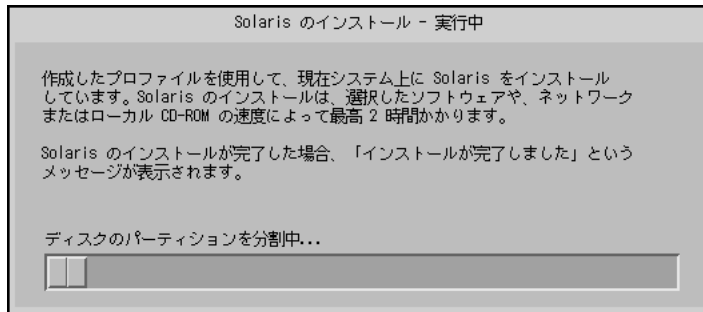 Solaris のインストール - 実行中
作成したプロファイルを使用して、現在システム上に Solaris をインストール
しています。Solaris のインストールは、選択したソフトウェアや、ネットワーク
またはローカル CD-ROM の速度によって最高 2 時間かかります。
Solaris のインストールが完了した場合、「インストールが完了しました」という
メッセージが表示されます。
ディスクのパーティションを分割中...